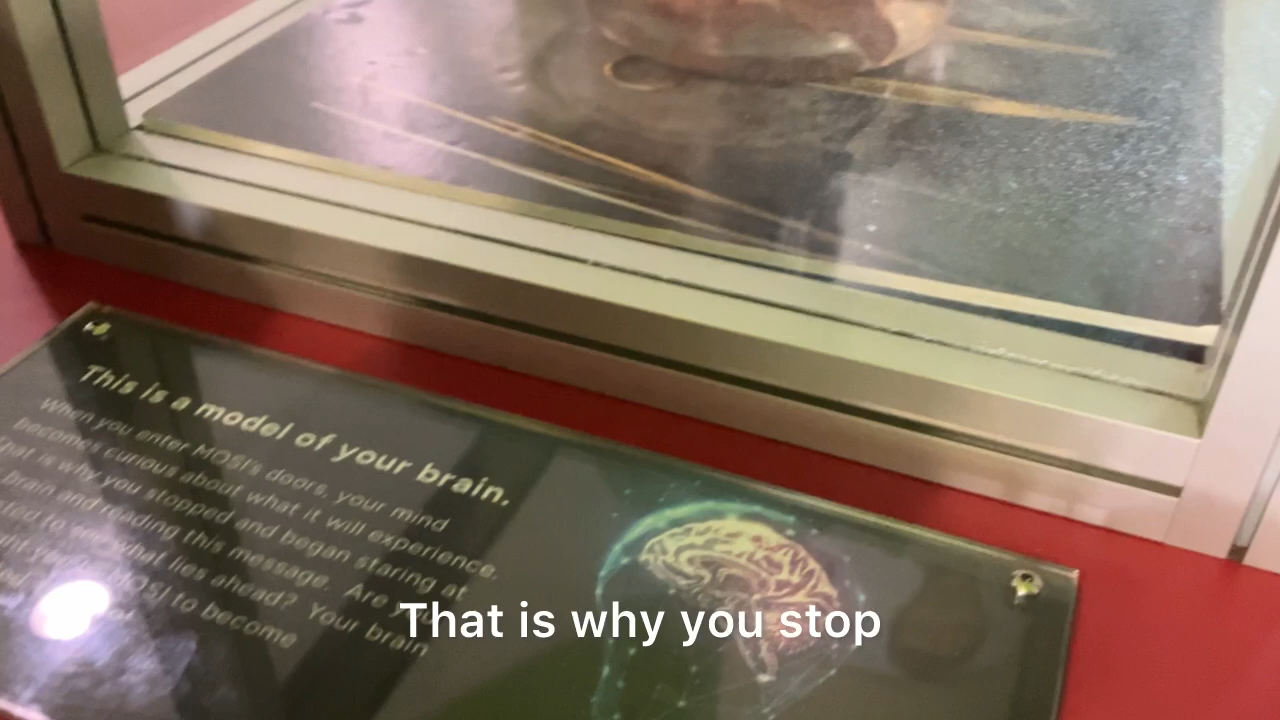 This is a model of your brain.
When you enter MOSI's doors, your mind
becomes curious about what it will experience.
is why you stopped and began staring at
brain and reading this message. Are you
to what lies ahead? Your brain
MOSI to become
That is why you stop